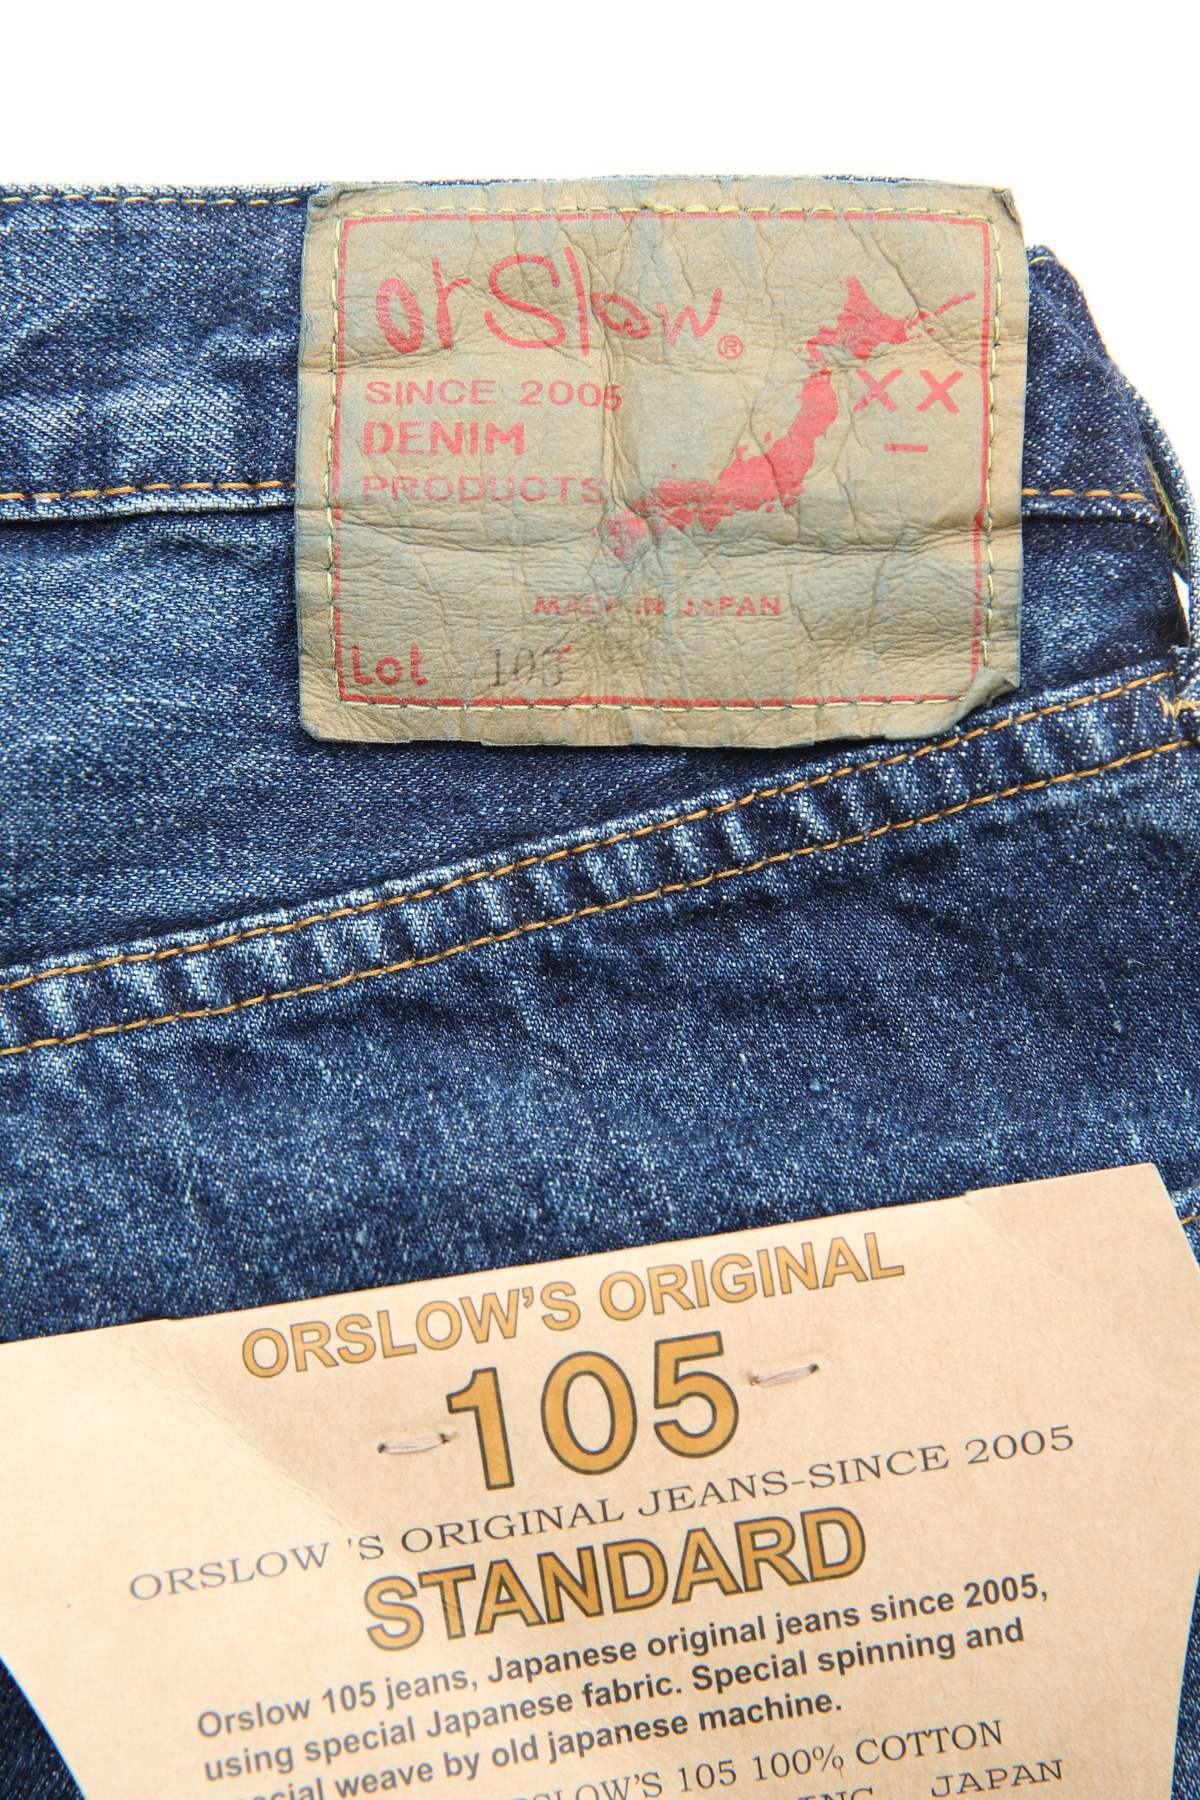 orslow®
SINCE 2005
DENIM
PRODUCTS
XX
MADE IN JAPAN
Lot 105
ORSLOW'S ORIGINAL
105
ORSLOW 'S ORIGINAL JEANS-SINCE 2005
STANDARD
Orslow 105 jeans, Japanese original jeans since 2005,
using special Japanese fabric. Special spinning and
special weave by old japanese machine.
ORSLOW'S 105 100% COTTON
INC JAPAN